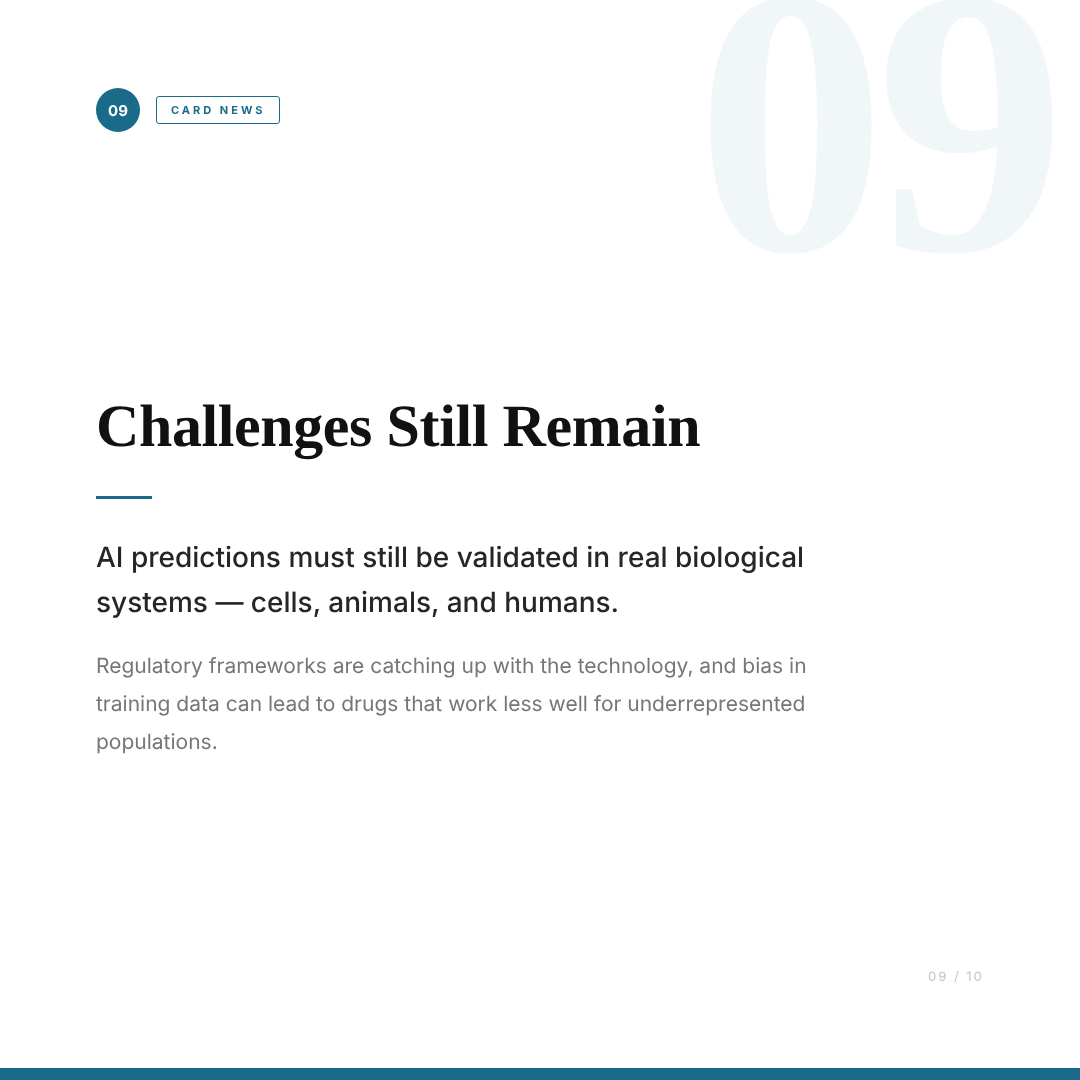 09
09
CARD NEWS
Challenges Still Remain
AI predictions must still be validated in real biological
systems — cells, animals, and humans.
Regulatory frameworks are catching up with the technology, and bias in
training data can lead to drugs that work less well for underrepresented
populations.
09 / 10